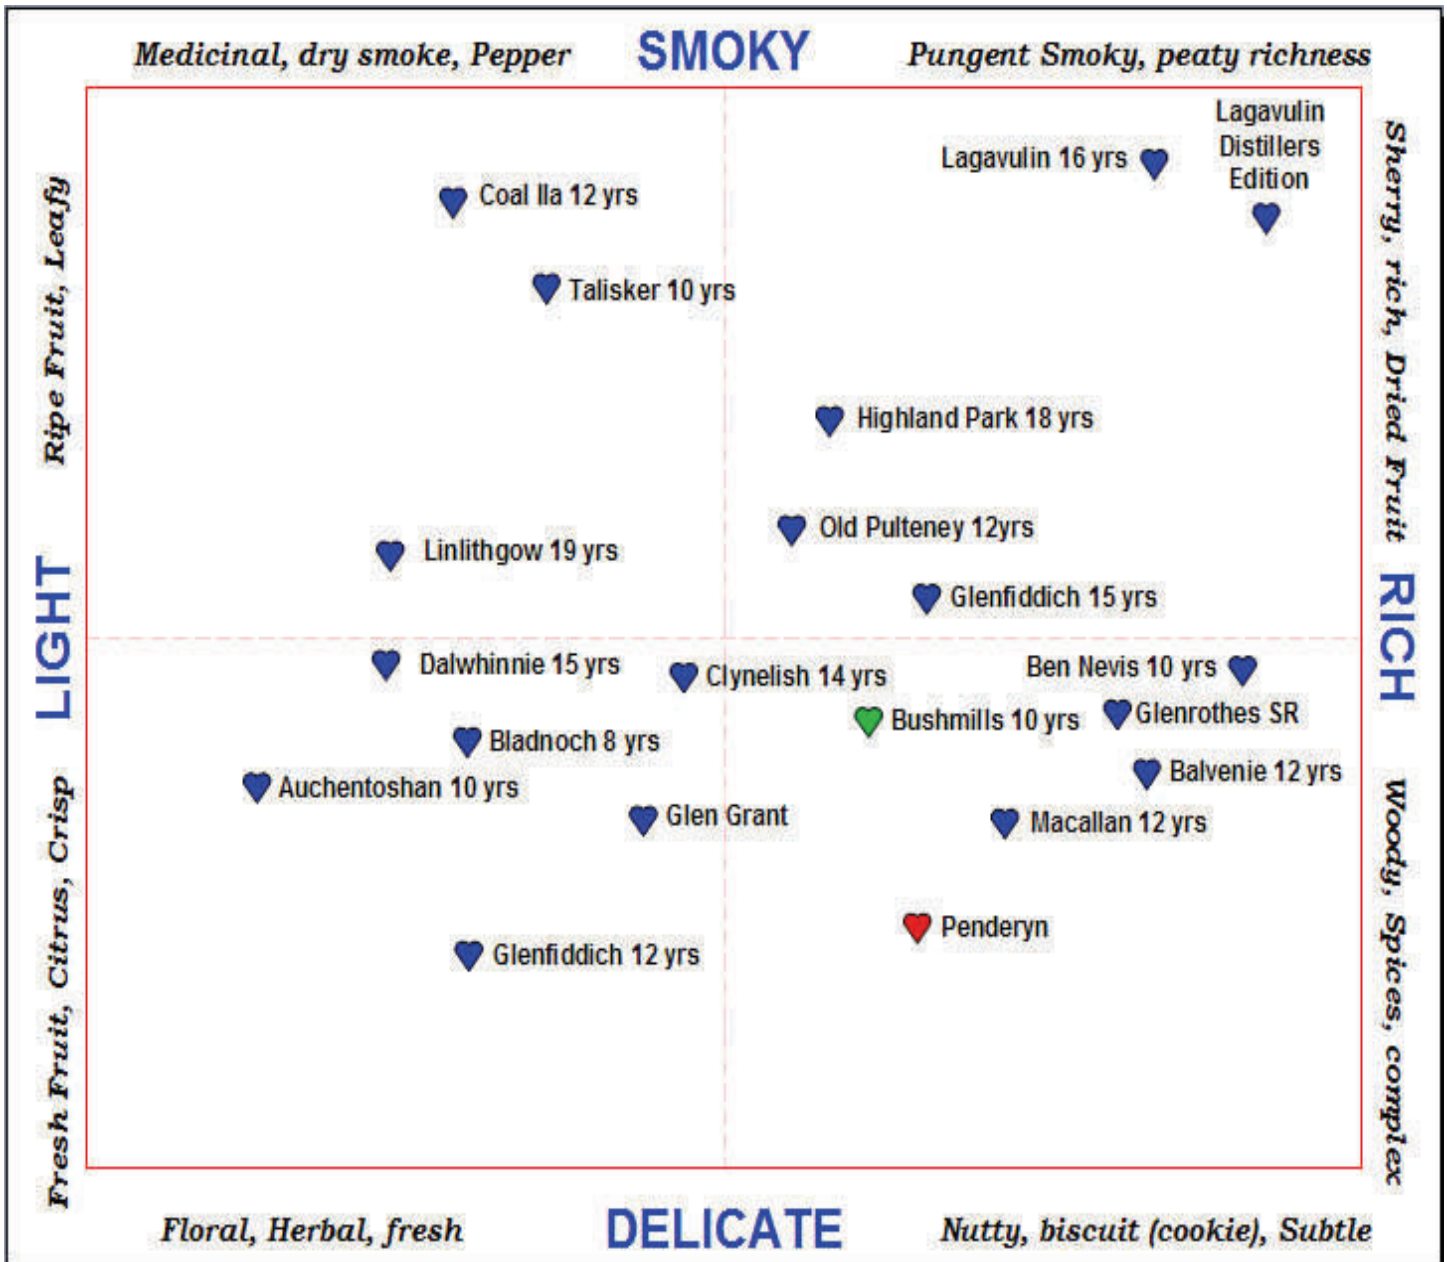 SMOKY
Medicinal, dry smoke, Pepper
Pungent Smoky, peaty richness
Lagavulin
Distillers
Edition
Lagavulin 16 yrs
Coal Ila 12 yrs
Talisker 10 yrs
Highland Park 18 yrs
Old Pulteney 12yrs
Linlithgow 19 yrs
Glenfiddich 15 yrs
Dalwhinnie 15 yrs
Clynelish 14 yrs
Ben Nevis 10 yrs
Bushmills 10 yrs
Glenrothes SR
Bladnoch 8 yrs
Balvenie 12 yrs
Auchentoshan 10 yrs
Glen Grant
Macallan 12 yrs
Penderyn
Glenfiddich 12 yrs
Ripe Fruit, Leafy
LIGHT
Fresh Fruit, Citrus, Crisp
Sherry, rich, Dried Fruit
RICH
Woody, Spices, complex
Floral, Herbal, fresh
DELICATE
Nutty, biscuit (cookie), Subtle